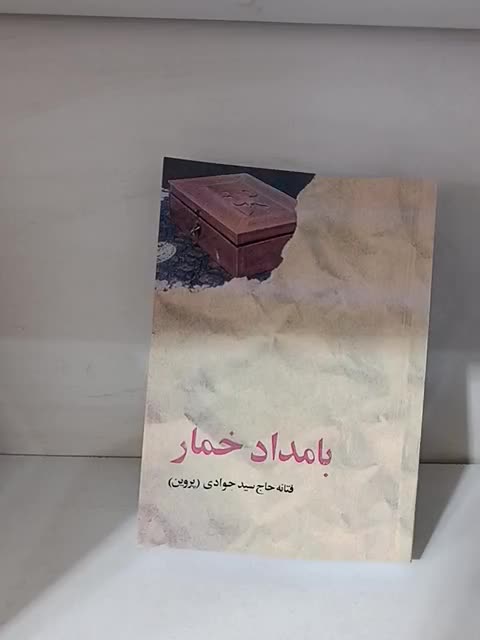 بامداد خمار
فتانه حاج سید جوادی (پروین)